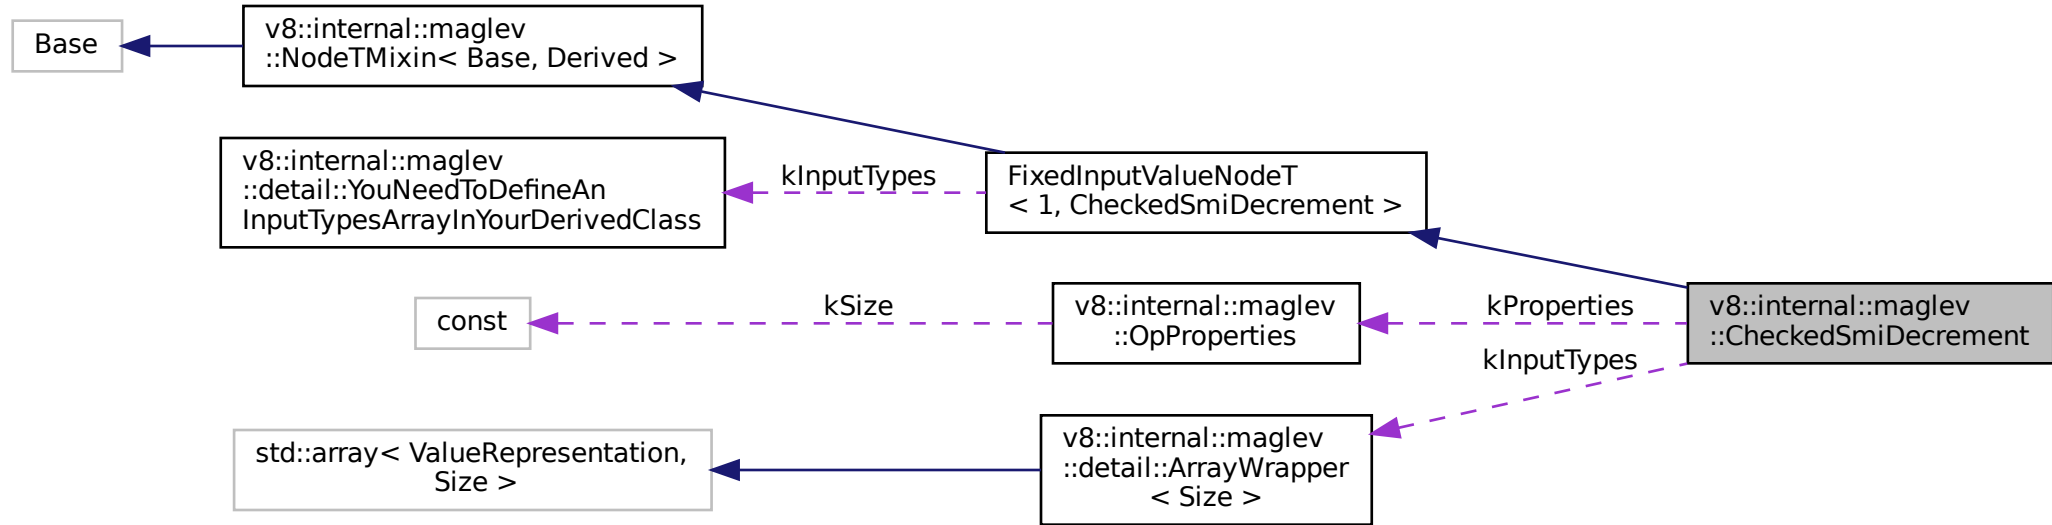 Base
v8::internal::maglev
::NodeTMixin< Base, Derived >
v8::internal::maglev
::detail::YouNeedToDefineAn
InputTypesArrayInYourDerivedClass
kInputTypes
FixedInputValueNodeT
< 1, CheckedSmiDecrement >
const
kSize
v8::internal::maglev
::OpProperties
kProperties
v8::internal::maglev
::CheckedSmiDecrement
kInputTypes
std::array< ValueRepresentation,
Size >
v8::internal::maglev
::detail::ArrayWrapper
< Size >